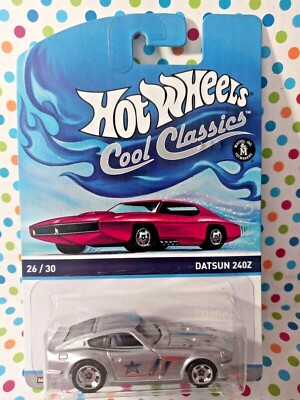 Hot Wheels
Cool Classics
26/30
DATSUN 240Z